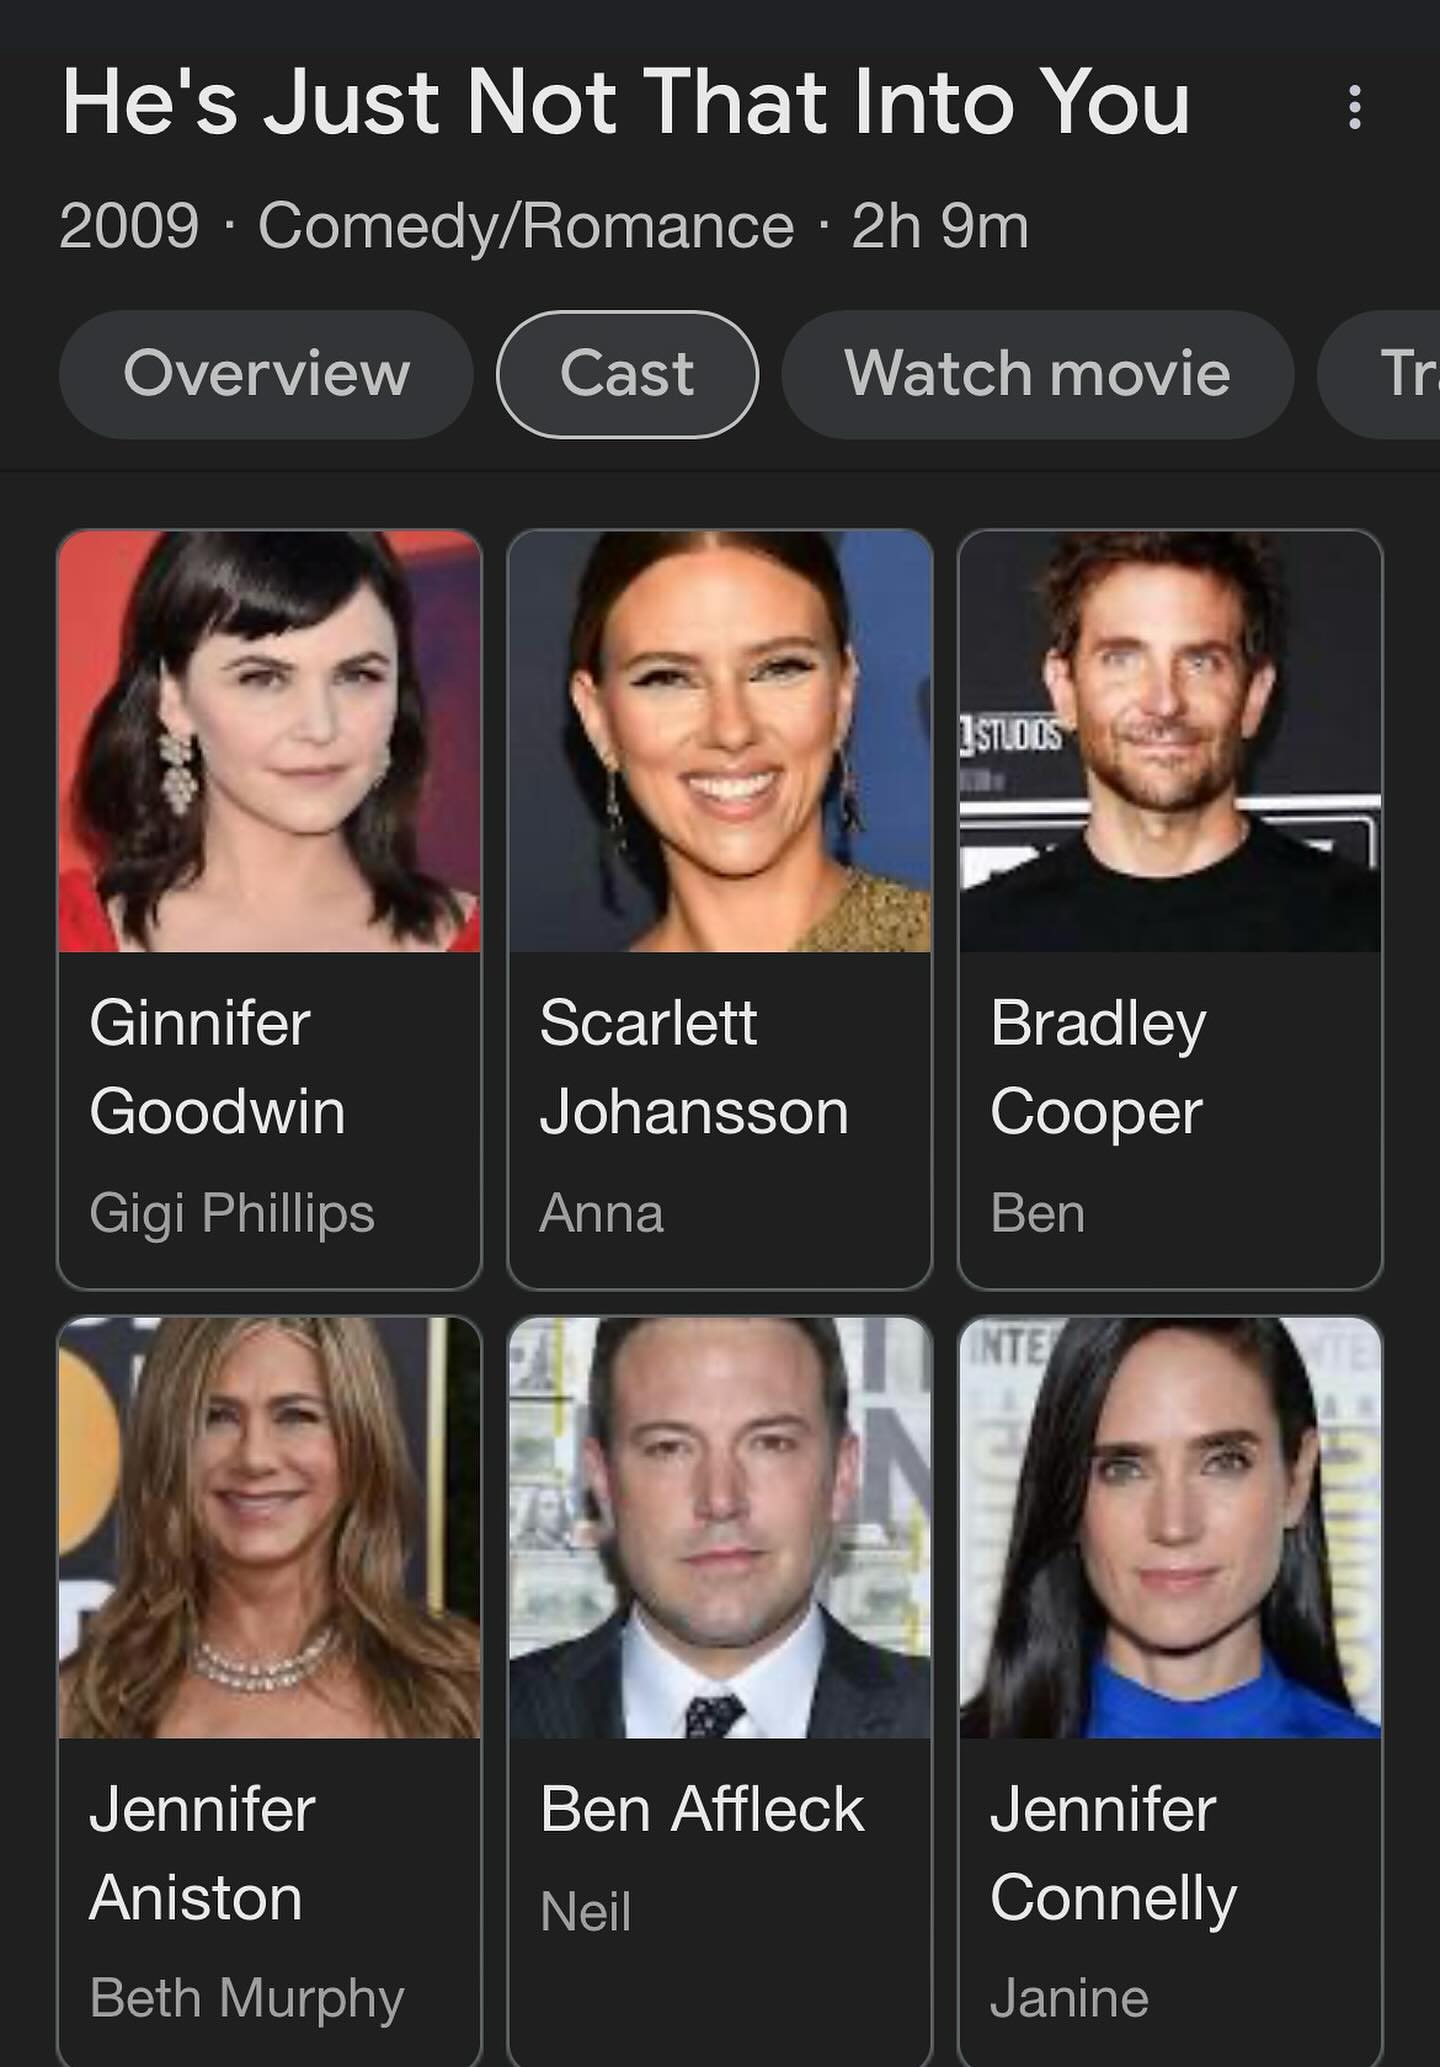 He's Just Not That Into You
2009 · Comedy/Romance · 2h 9m
Overview Cast Watch movie Tra
STUDIOS
Ginnifer Goodwin
Gigi Phillips
Scarlett Johansson
Anna
Bradley Cooper
Ben
INTE
Jennifer Aniston
Beth Murphy
Ben Affleck
Neil
Jennifer Connelly
Janine